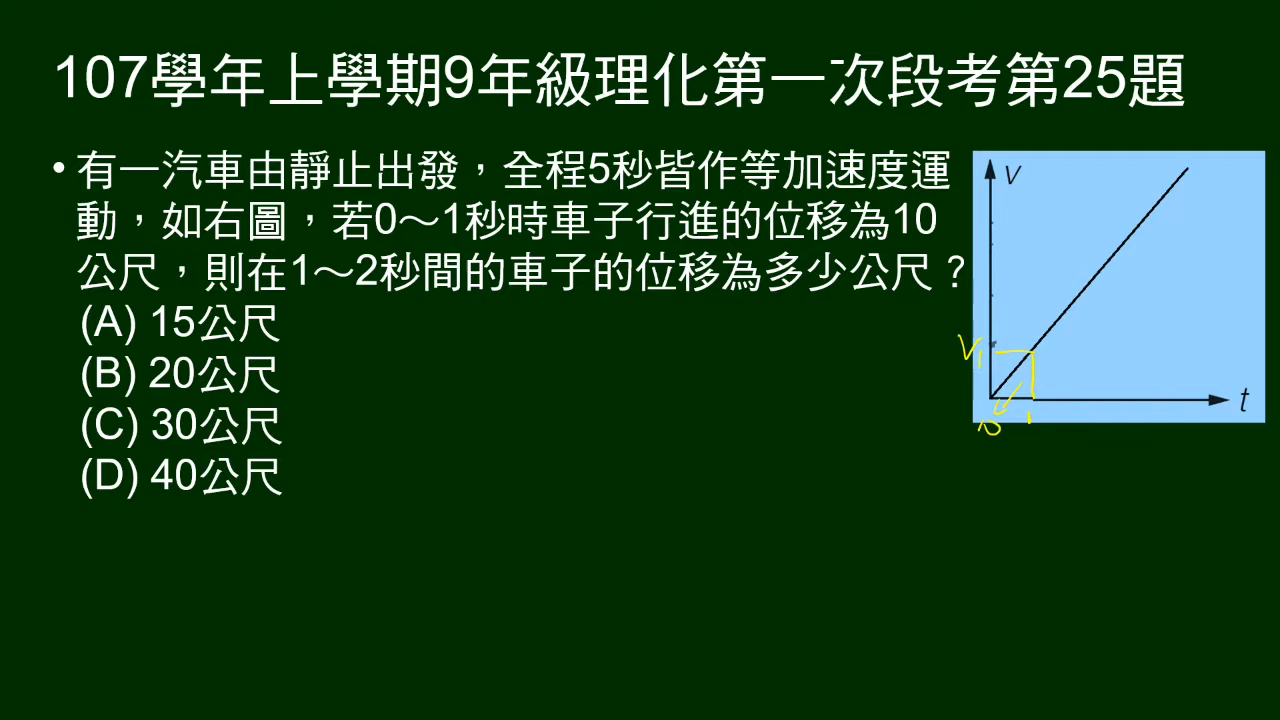 107學年上學期9年級理化第一次段考第25題
• 有一汽車由靜止出發，全程5秒皆作等加速度運
動，如右圖，若0～1秒時車子行進的位移為10
公尺，則在1～2秒間的車子的位移為多少公尺？
(A) 15公尺
(B) 20公尺
(C) 30公尺
(D) 40公尺
v
V1
t
1